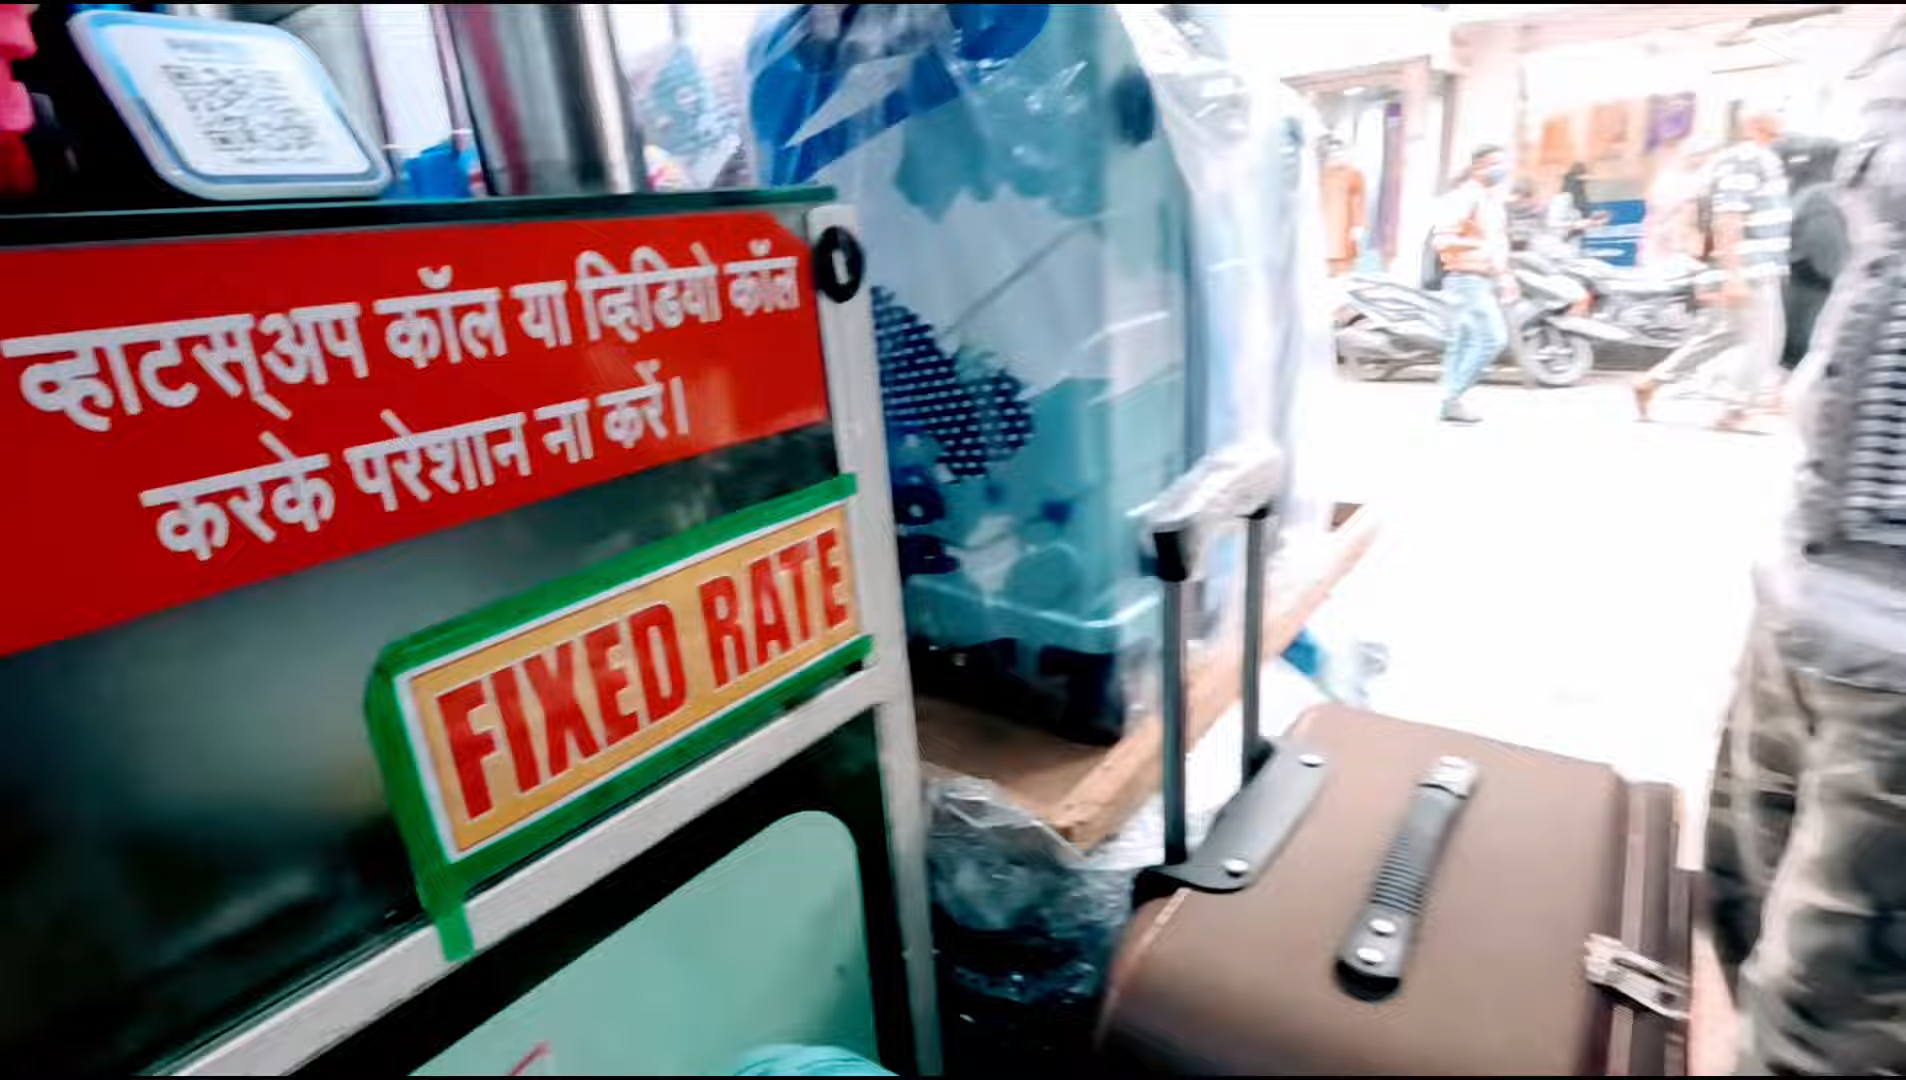 व्हाटस्अप कॉल या व्हिडियो कॉल
करके परेशान ना करें।
FIXED RATE